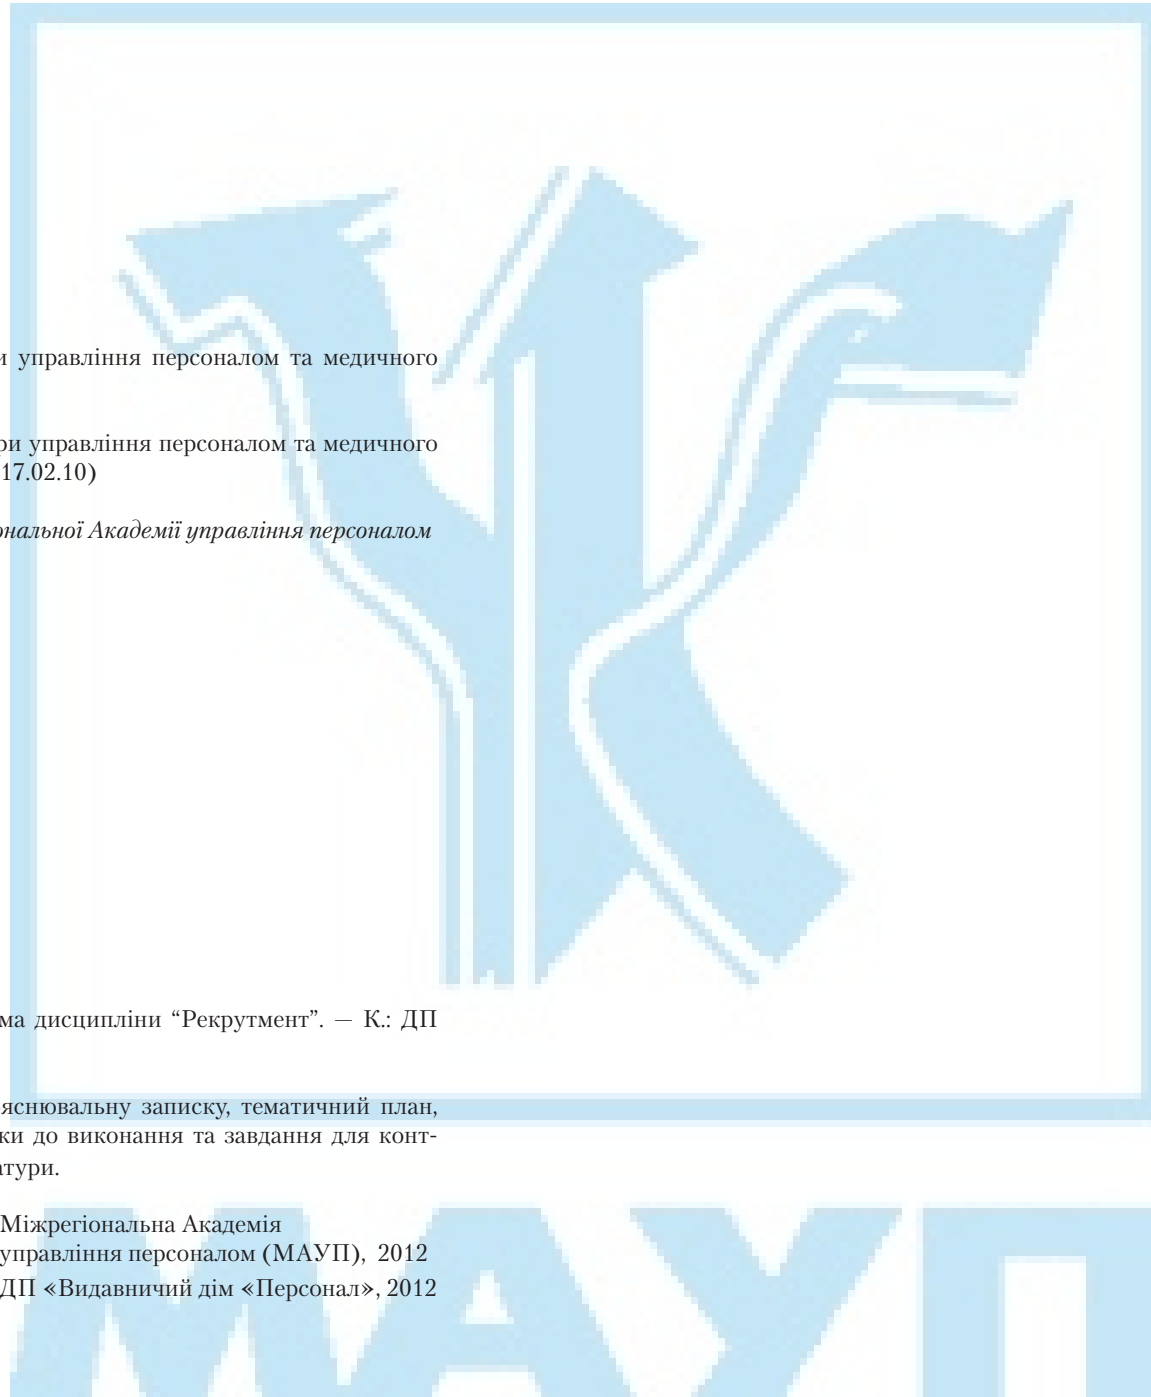 и управління персоналом та медичного
ри управління персоналом та медичного
17.02.10)
ональної Академії управління персоналом
ма дисципліни “Рекрутмент”. — К.: ДП
яснювальну записку, тематичний план,
ки до виконання та завдання для конт-
атури.
Міжрегіональна Академія
управління персоналом (МАУП), 2012
ДП «Видавничий дім «Персонал», 2012
МАУП